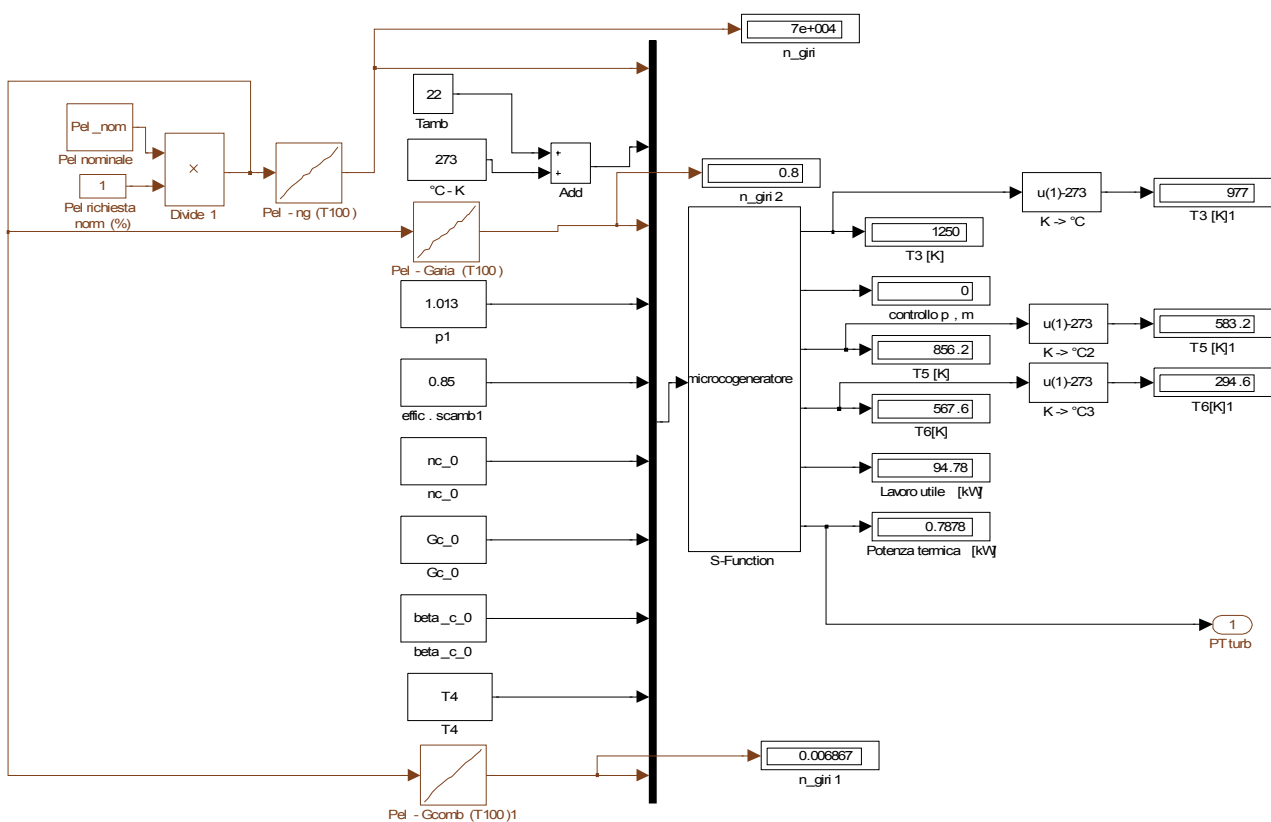 7e+004
n_giri
22
Tamb
Pel _nom
Pel nominale
×
1
Pel richiesta
norm (%)
Divide 1
Pel - ng (T100)
273
°C - K
+
+
Add
0.8
n_giri 2
u(1)-273
K -> °C
977
T3 [K]1
Pel - Garia (T100)
1250
T3 [K]
1.013
p1
0
controllo p , m
u(1)-273
K -> °C2
583.2
T5 [K]1
856.2
T5 [K]
0.85
effic . scamb1
microcogeneratore
u(1)-273
K -> °C3
294.6
T6[K]1
567.6
T6[K]
nc_0
nc_0
94.78
Lavoro utile [kW]
Gc_0
Gc_0
0.7878
Potenza termica [kW]
S-Function
beta _c_0
beta _c_0
1
PT turb
T4
T4
Pel - Gcomb (T100)1
0.006867
n_giri 1